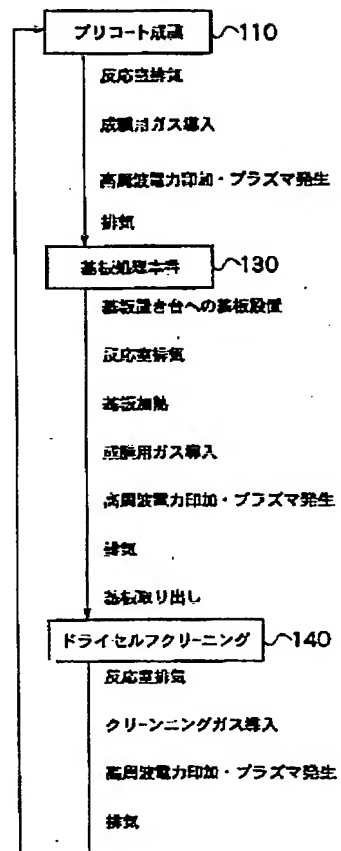 プリコート成膜 110
反応室排気
成膜用ガス導入
高周波電力印加・プラズマ発生
排気
基板処理本番 130
基板置き台への基板設置
反応室排気
基板加熱
成膜用ガス導入
高周波電力印加・プラズマ発生
排気
基板取り出し
ドライセルフクリーニング 140
反応室排気
クリーンニングガス導入
高周波電力印加・プラズマ発生
排気